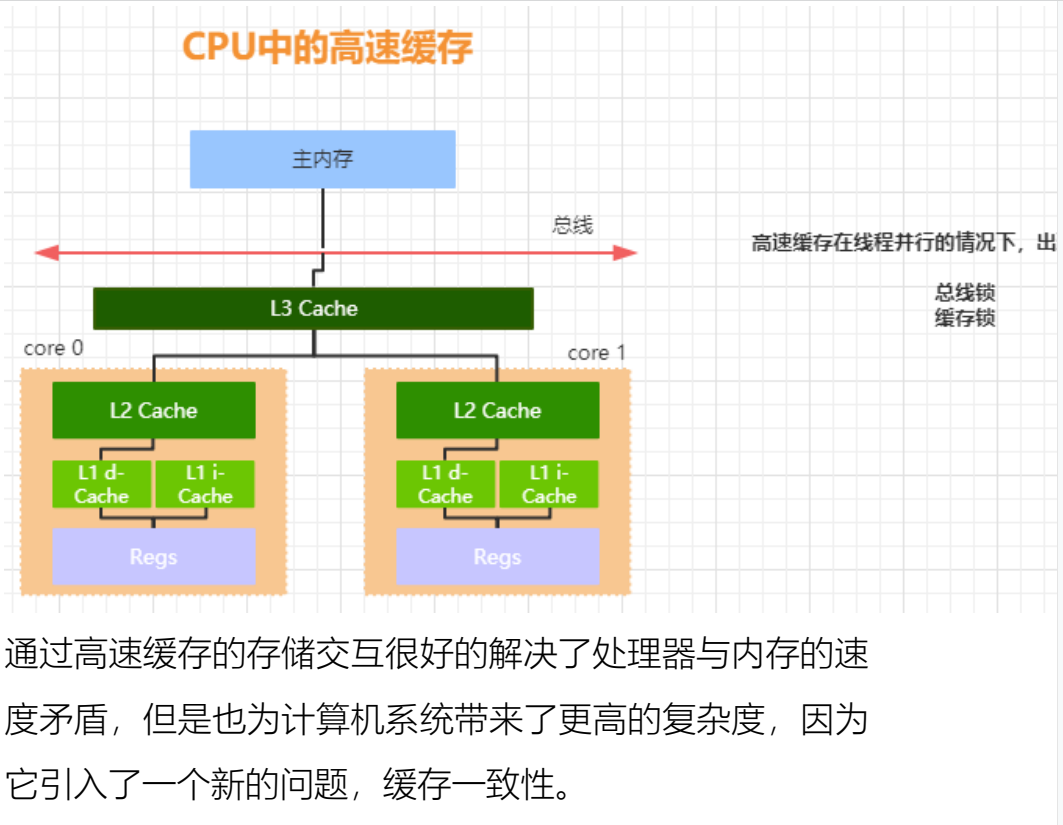 CPU中的高速缓存
主内存
总线
高速缓存在线程并行的情况下，出
总线锁
缓存锁
L3 Cache
core 0
core 1
L2 Cache
L2 Cache
L1 d-
Cache
L1 i-
Cache
L1 d-
Cache
L1 i-
Cache
Regs
Regs
通过高速缓存的存储交互很好的解决了处理器与内存的速
度矛盾，但是也为计算机系统带来了更高的复杂度，因为
它引入了一个新的问题，缓存一致性。